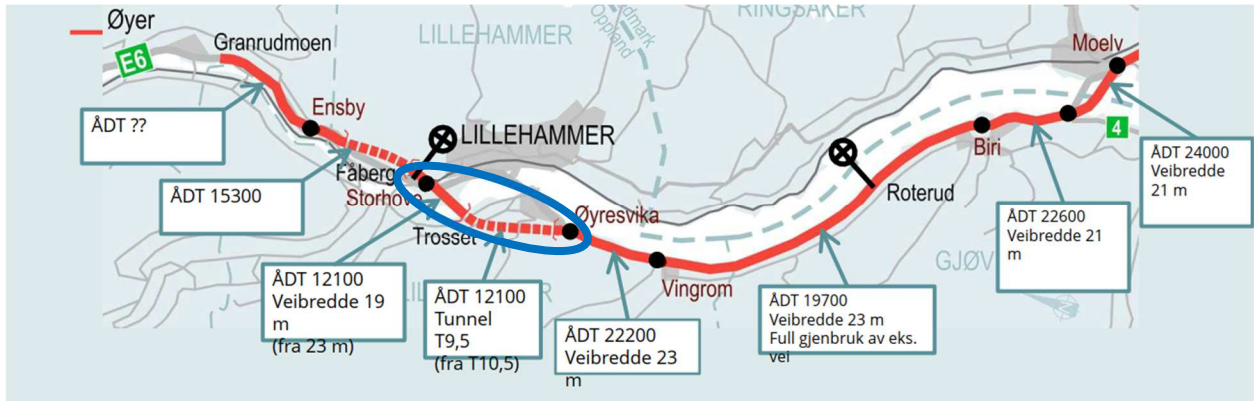 Øyer
E6
Granrudmoen
LILLEHAMMER
Oppland
RINGSAKER
Moelv
4
ÅDT ??
Ensby
LILLEHAMMER
Fåberg
Storhove
Trosset
Øyresvika
Vingrom
Roterud
Biri
ÅDT 15300
ÅDT 12100
Veibredde 19
m
(fra 23 m)
ÅDT 12100
Tunnel
T9,5
(fra T10,5)
ÅDT 22200
Veibredde 23
m
ÅDT 19700
Veibredde 23 m
Full gjenbruk av eks.
vei
ÅDT 22600
Veibredde 21
m
ÅDT 24000
Veibredde
21 m